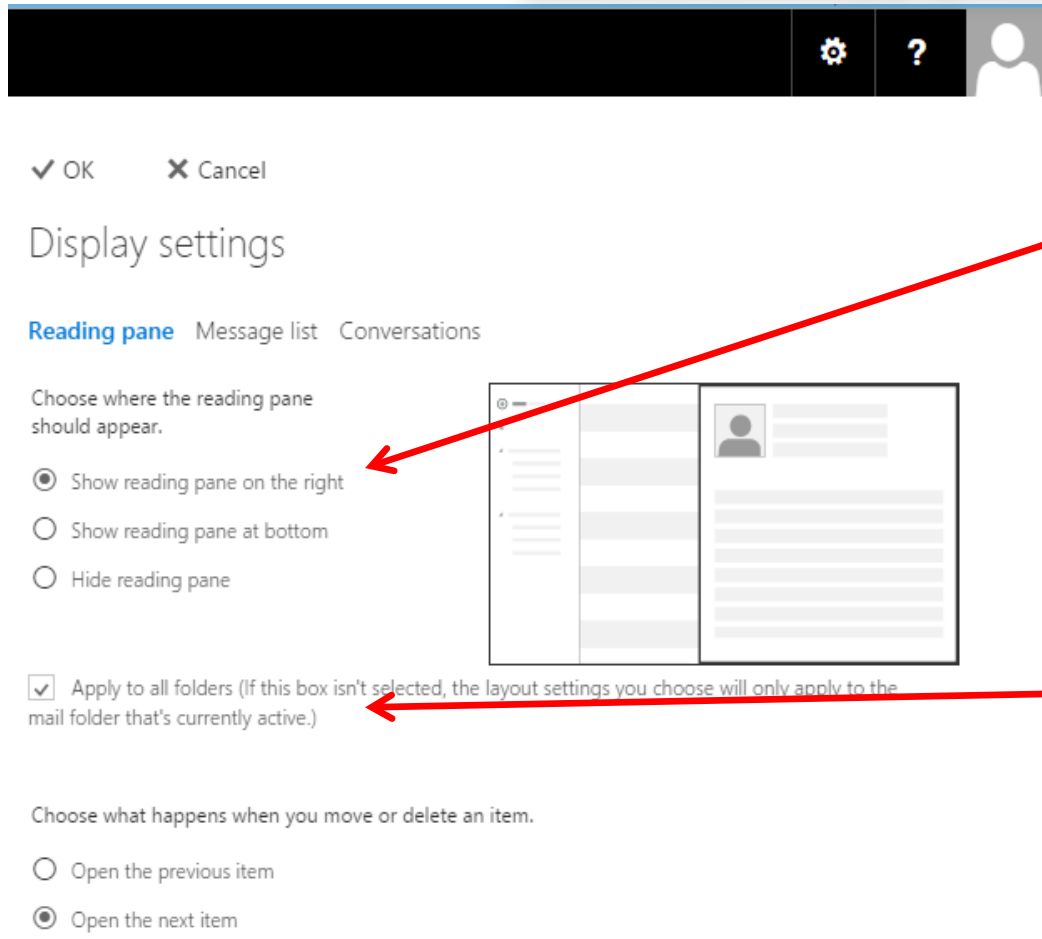 ?
OK Cancel
Display settings
Reading pane Message list Conversations
Choose where the reading pane
should appear.
Show reading pane on the right
Show reading pane at bottom
Hide reading pane
Apply to all folders (If this box isn't selected, the layout settings you choose will only apply to the
mail folder that's currently active.)
Choose what happens when you move or delete an item.
Open the previous item
Open the next item